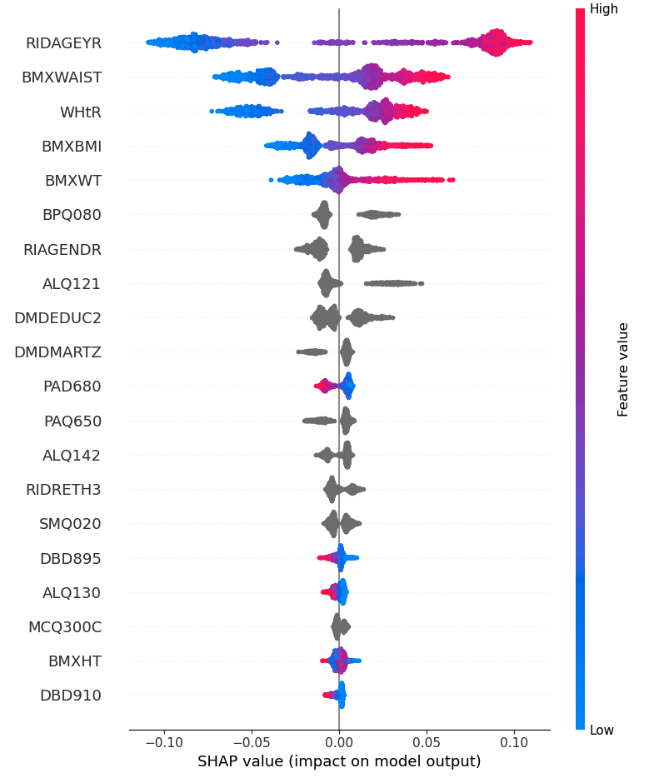 High
RIDAGEYR
BMXWAIST
WHtR
BMXBMI
BMXWT
BPQ080
RIAGENDR
ALQ121
DMDEDUC2
DMDMARTZ
PAD680
PAQ650
ALQ142
RIDRETH3
SMQ020
DBD895
ALQ130
MCQ300C
BMXHT
DBD910
Feature value
Low
−0.10 −0.05 0.00 0.05 0.10
SHAP value (impact on model output)